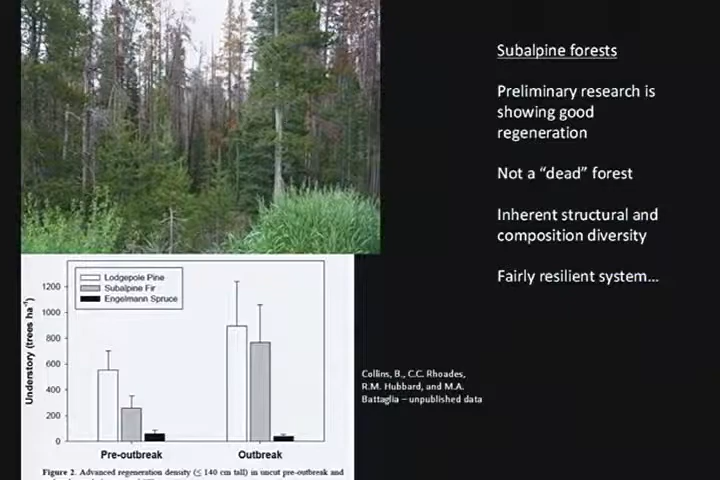 Subalpine forests
Preliminary research is
showing good
regeneration
Not a “dead” forest
Inherent structural and
composition diversity
Fairly resilient system…
Lodgepole Pine
Subalpine Fir
Engelmann Spruce
Understory (trees ha⁻¹)
1200
1000
800
600
400
200
0
Pre-outbreak
Outbreak
Collins, B., C.C. Rhoades,
R.M. Hubbard, and M.A.
Battaglia – unpublished data
Figure 2. Advanced regeneration density (≤ 140 cm tall) in uncut pre-outbreak and